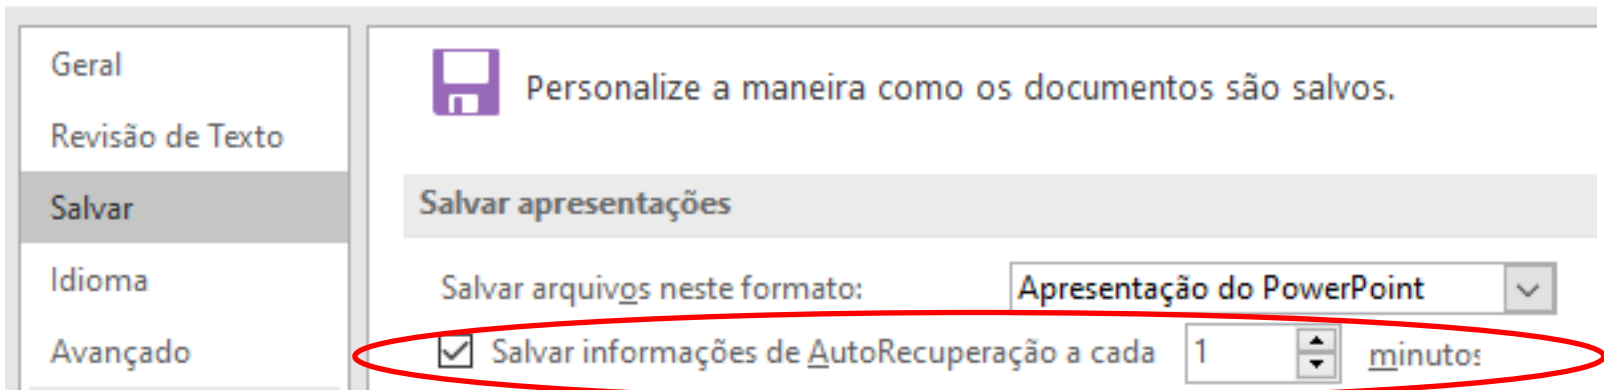 Geral
Revisão de Texto
Salvar
Idioma
Avançado
Personalize a maneira como os documentos são salvos.
Salvar apresentações
Salvar arquivos neste formato: Apresentação do PowerPoint
Salvar informações de AutoRecuperação a cada 1 minutos